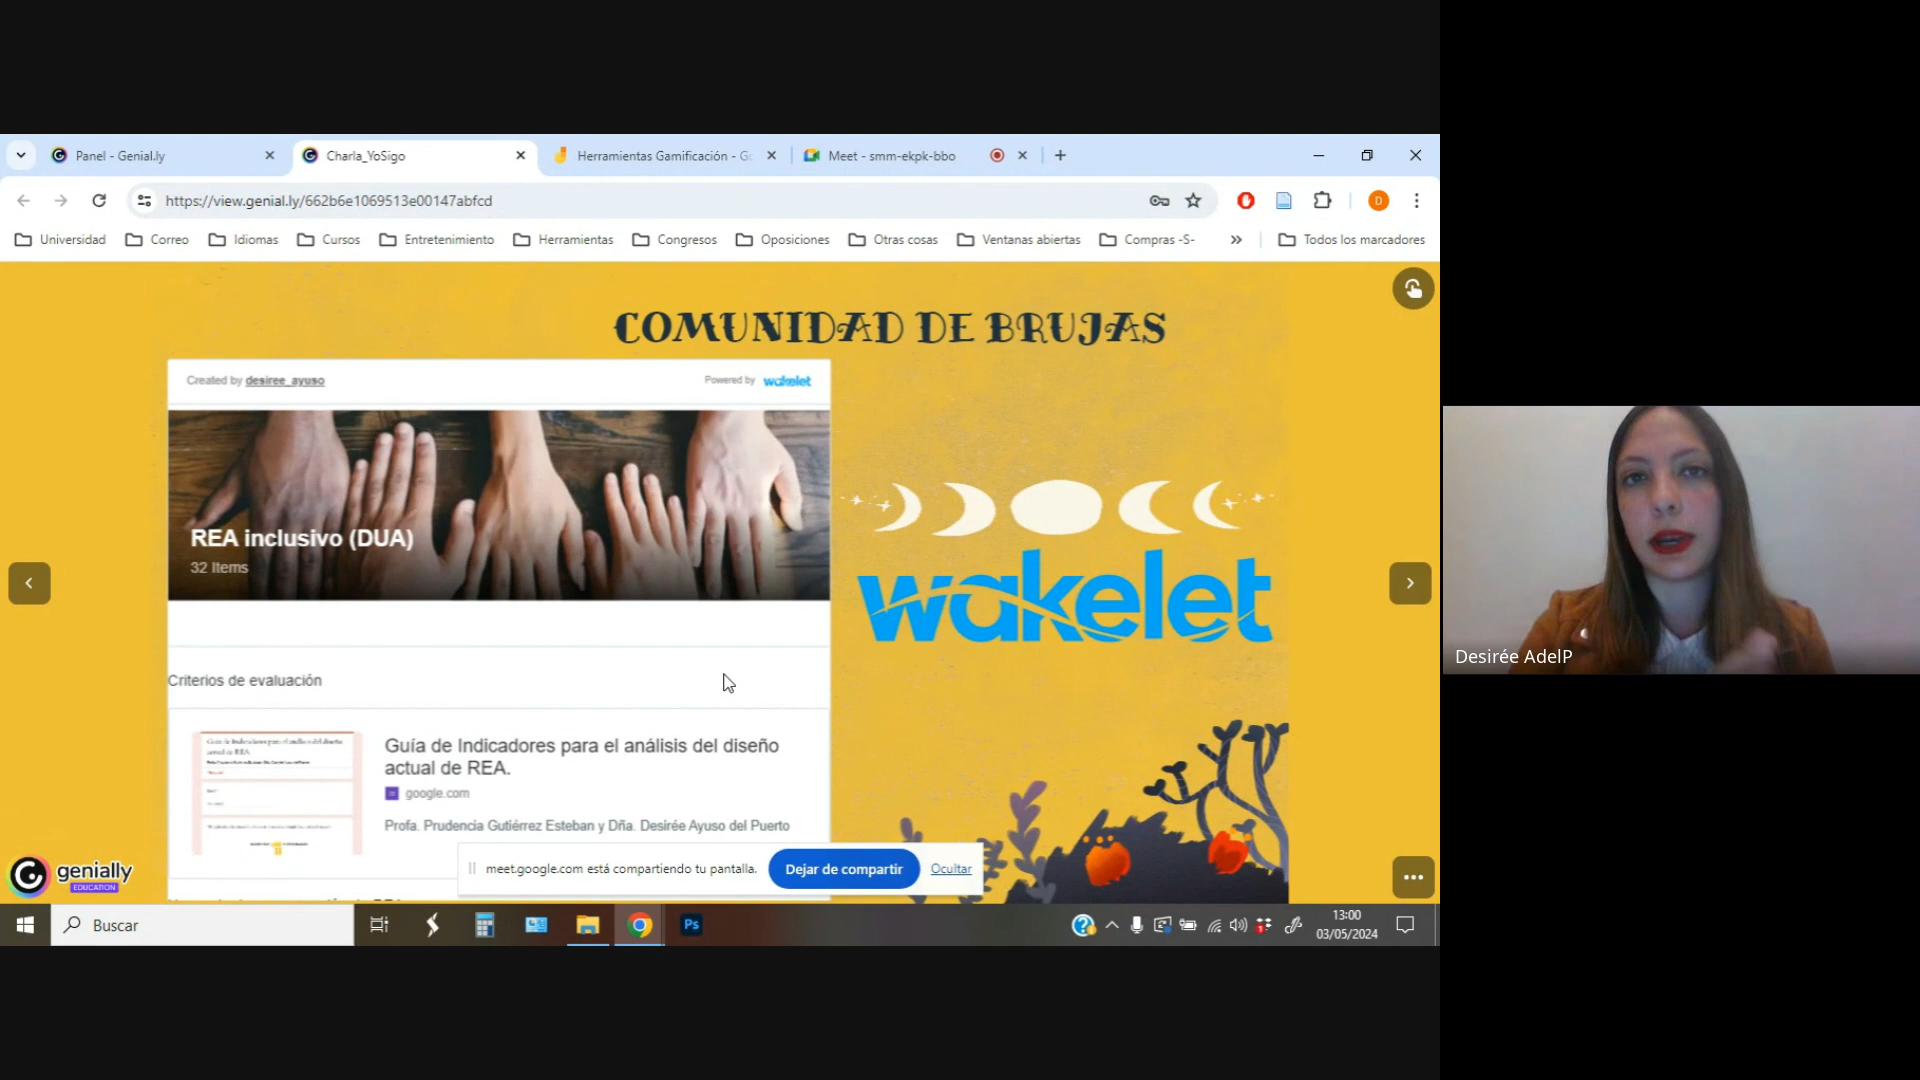 Panel - Genial.ly
Charla_YoSigo
Herramientas Gamificación - Go
Meet - smm-ekpk-bbo
https://view.genial.ly/662b6e1069513e00147abfcd
D
Universidad
Correo
Idiomas
Cursos
Entretenimiento
Herramientas
Congresos
Oposiciones
Otras cosas
Ventanas abiertas
Compras -S-
Todos los marcadores
COMUNIDAD DE BRUJAS
Created by desiree_ayuso
Powered by wakelet
REA inclusivo (DUA)
32 Items
wakelet
Criterios de evaluación
Guía de Indicadores para el análisis del diseño
actual de REA.
google.com
Profa. Prudencia Gutiérrez Esteban y Dña. Desirée Ayuso del Puerto
meet.google.com está compartiendo tu pantalla.
Dejar de compartir
Ocultar
genially
EDUCATION
Buscar
Ps
13:00
03/05/2024
Desirée AdelP